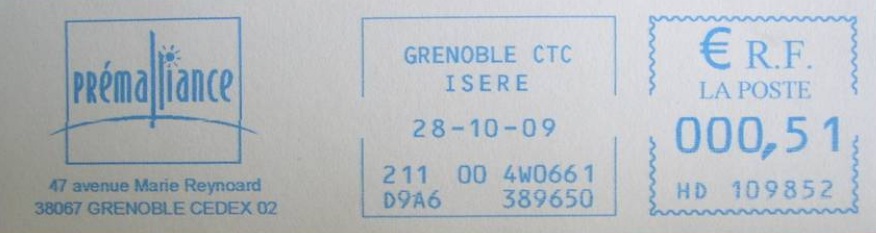 prémalliance
47 avenue Marie Reynoard
38067 GRENOBLE CEDEX 02
GRENOBLE CTC
ISERE
28-10-09
211 00 4W0661
D9A6 389650
€ R.F.
LA POSTE
000,51
HD 109852